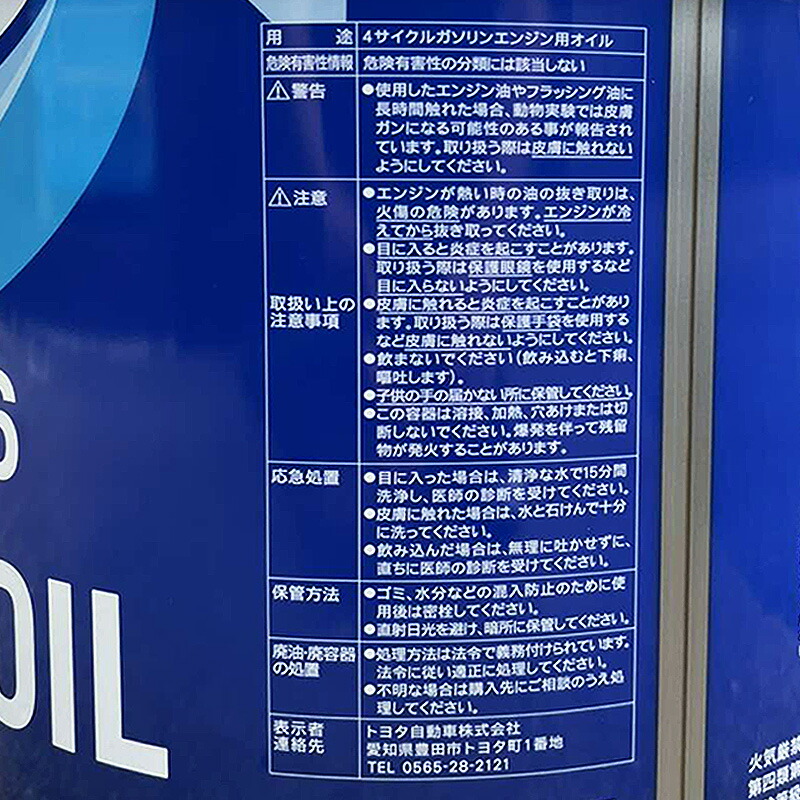 用途 4サイクルガソリンエンジン用オイル
危険有害性情報 危険有害性の分類には該当しない
⚠警告 ●使用したエンジン油やフラッシング油に
長時間触れた場合、動物実験では皮膚
ガンになる可能性のある事が報告され
ています。取り扱う際は皮膚に触れない
ようにしてください。
⚠注意 ●エンジンが熱い時の油の抜き取りは、
火傷の危険があります。エンジンが冷
えてから抜き取ってください。
●目に入ると炎症を起こすことがあります。
取り扱う際は保護眼鏡を使用するなど
目に入らないようにしてください。
取扱い上の
注意事項
●皮膚に触れると炎症を起こすことがあり
ます。取り扱う際は保護手袋を使用する
など皮膚に触れないようにしてください。
●飲まないでください（飲み込むと下痢、
嘔吐します）。
●子供の手の届かない所に保管してください。
●この容器は溶接、加熱、穴あけまたは切
断しないでください。爆発を伴って残留
物が発火することがあります。
応急処置 ●目に入った場合は、清浄な水で15分間
洗浄し、医師の診断を受けてください。
●皮膚に触れた場合は、水と石けんで十分
に洗ってください。
●飲み込んだ場合は、無理に吐かせずに、
直ちに医師の診断を受けてください。
保管方法 ●ゴミ、水分などの混入防止のために使
用後は密栓してください。
●直射日光を避け、暗所に保管してください。
廃油・廃容器
の処置
●処理方法は法令で義務付けられています。
法令に従い適正に処理してください。
●不明な場合は購入先にご相談のうえ処
理してください。
表示者
連絡先
トヨタ自動車株式会社
愛知県豊田市トヨタ町1番地
TEL 0565-28-2121
6
OIL
火気厳禁
第四類第